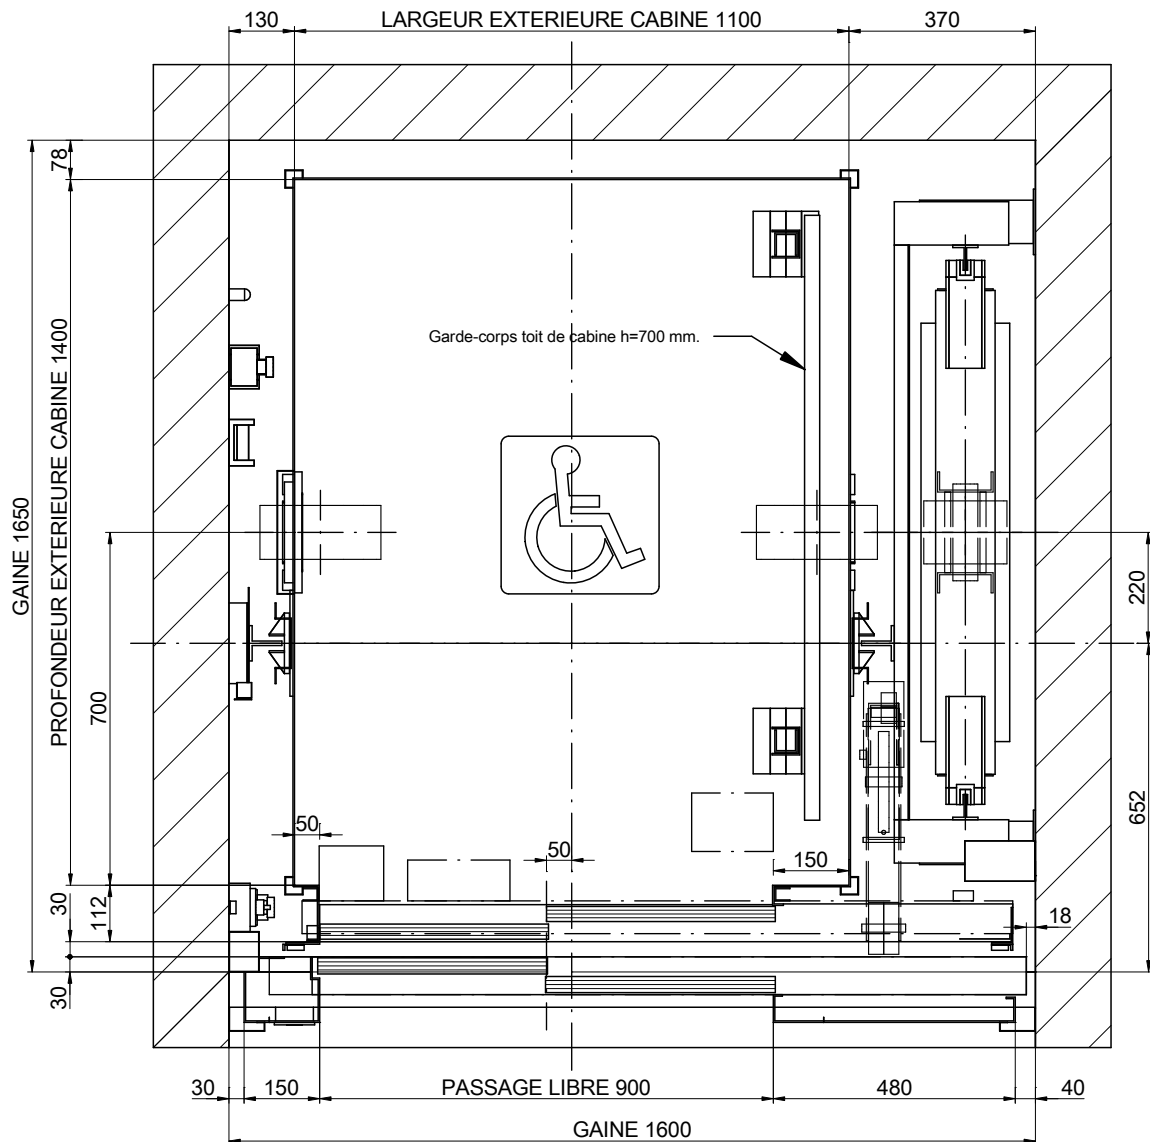 130
LARGEUR EXTERIEURE CABINE 1100
370
78
GAINE 1650
PROFONDEUR EXTERIEURE CABINE 1400
Garde-corps toit de cabine h=700 mm.
700
220
652
50
50
150
30
112
18
30
30
150
PASSAGE LIBRE 900
480
40
GAINE 1600